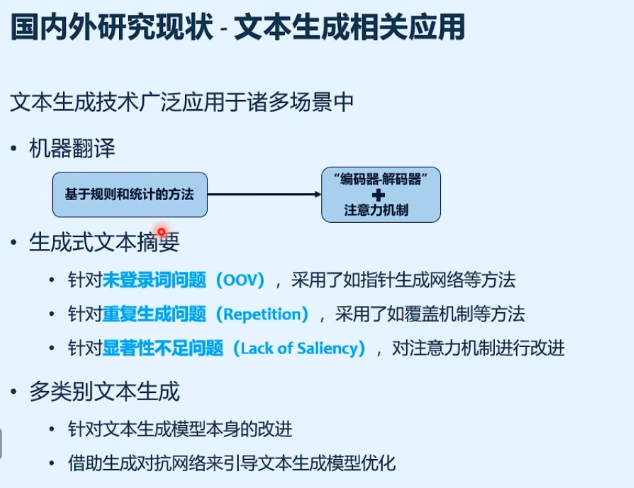 国内外研究现状 - 文本生成相关应用
文本生成技术广泛应用于诸多场景中
• 机器翻译
基于规则和统计的方法
“编码器-解码器”
+
注意力机制
• 生成式文本摘要
• 针对未登录词问题（OOV），采用了如指针生成网络等方法
• 针对重复生成问题（Repetition），采用了如覆盖机制等方法
• 针对显著性不足问题（Lack of Saliency），对注意力机制进行改进
• 多类别文本生成
• 针对文本生成模型本身的改进
• 借助生成对抗网络来引导文本生成模型优化